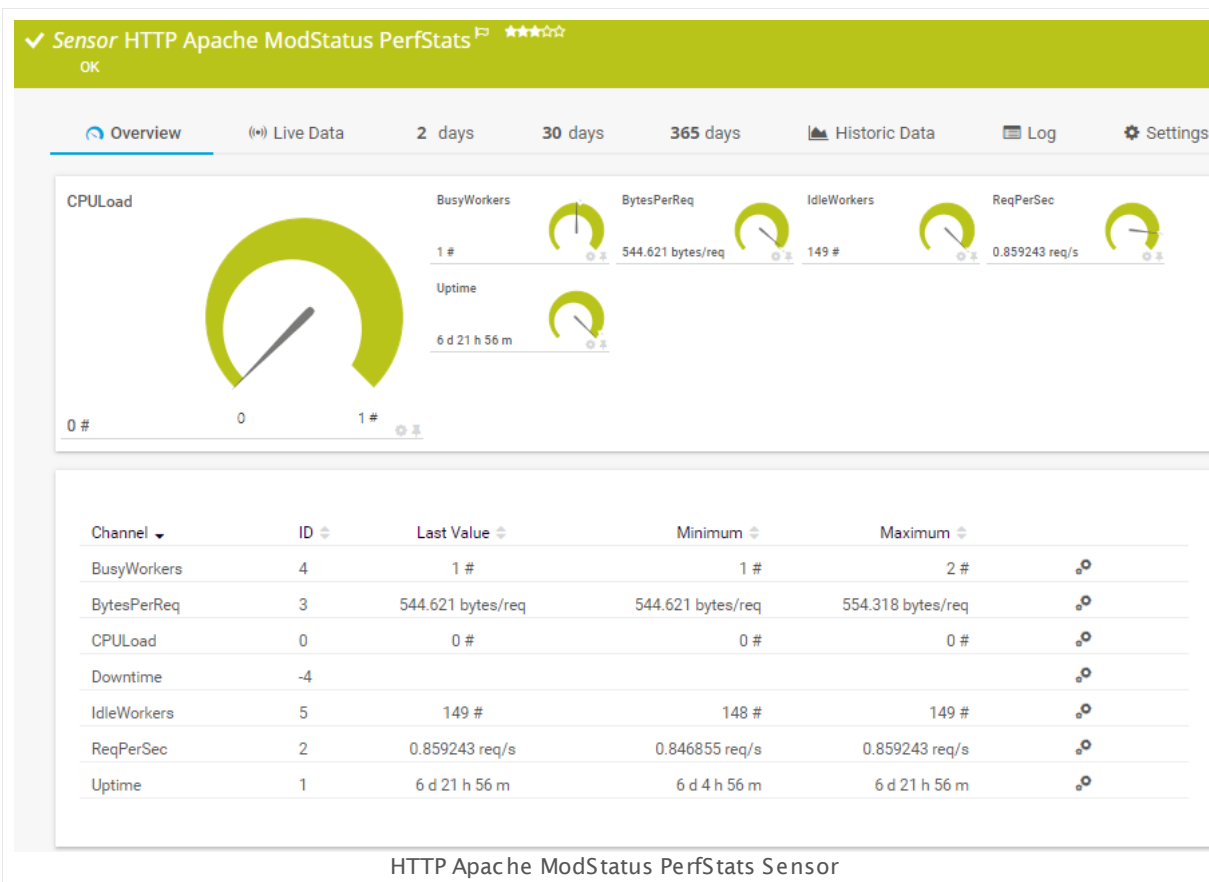 Sensor HTTP Apache ModStatus PerfStats
OK
Overview Live Data 2 days 30 days 365 days Historic Data Log Settings
CPULoad
0 #
0 1 #
BusyWorkers
1 #
BytesPerReq
544.621 bytes/req
IdleWorkers
149 #
ReqPerSec
0.859243 req/s
Uptime
6 d 21 h 56 m
Channel ID Last Value Minimum Maximum
BusyWorkers 4 1 # 1 # 2 #
BytesPerReq 3 544.621 bytes/req 544.621 bytes/req 554.318 bytes/req
CPULoad 0 0 # 0 # 0 #
Downtime -4
IdleWorkers 5 149 # 148 # 149 #
ReqPerSec 2 0.859243 req/s 0.846855 req/s 0.859243 req/s
Uptime 1 6 d 21 h 56 m 6 d 4 h 56 m 6 d 21 h 56 m
HTTP Apache ModStatus PerfStats Sensor